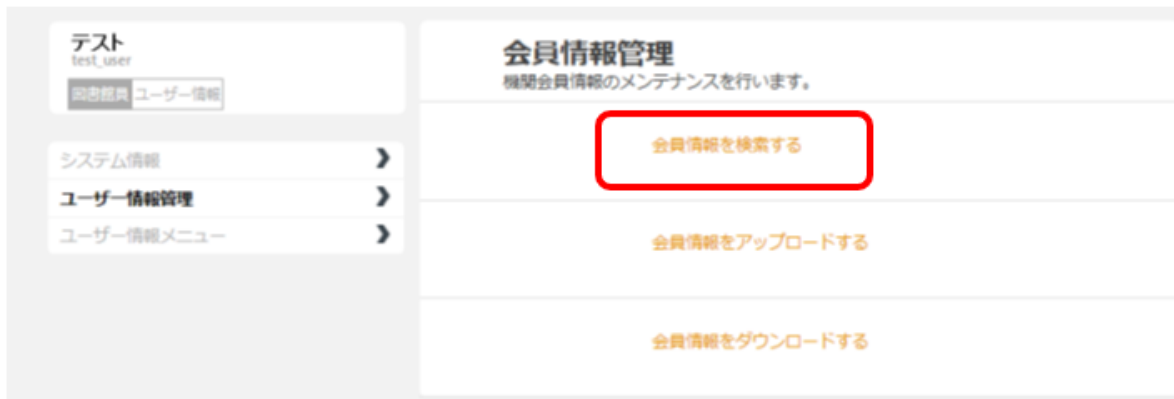 テスト
test_user
図書館員 ユーザー情報
システム情報
ユーザー情報管理
ユーザー情報メニュー
会員情報管理
機関会員情報のメンテナンスを行います。
会員情報を検索する
会員情報をアップロードする
会員情報をダウンロードする